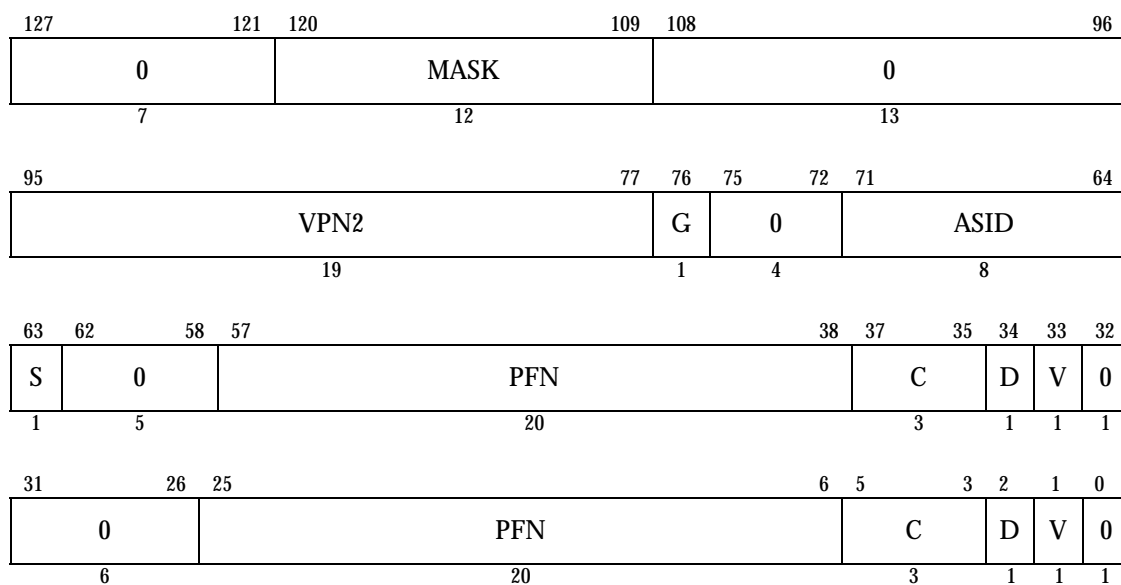 127 121 120 109 108 96
0 MASK 0
7 12 13
95 77 76 75 72 71 64
VPN2 G 0 ASID
19 1 4 8
63 62 58 57 38 37 35 34 33 32
S 0 PFN C D V 0
1 5 20 3 1 1 1
31 26 25 6 5 3 2 1 0
0 PFN C D V 0
6 20 3 1 1 1